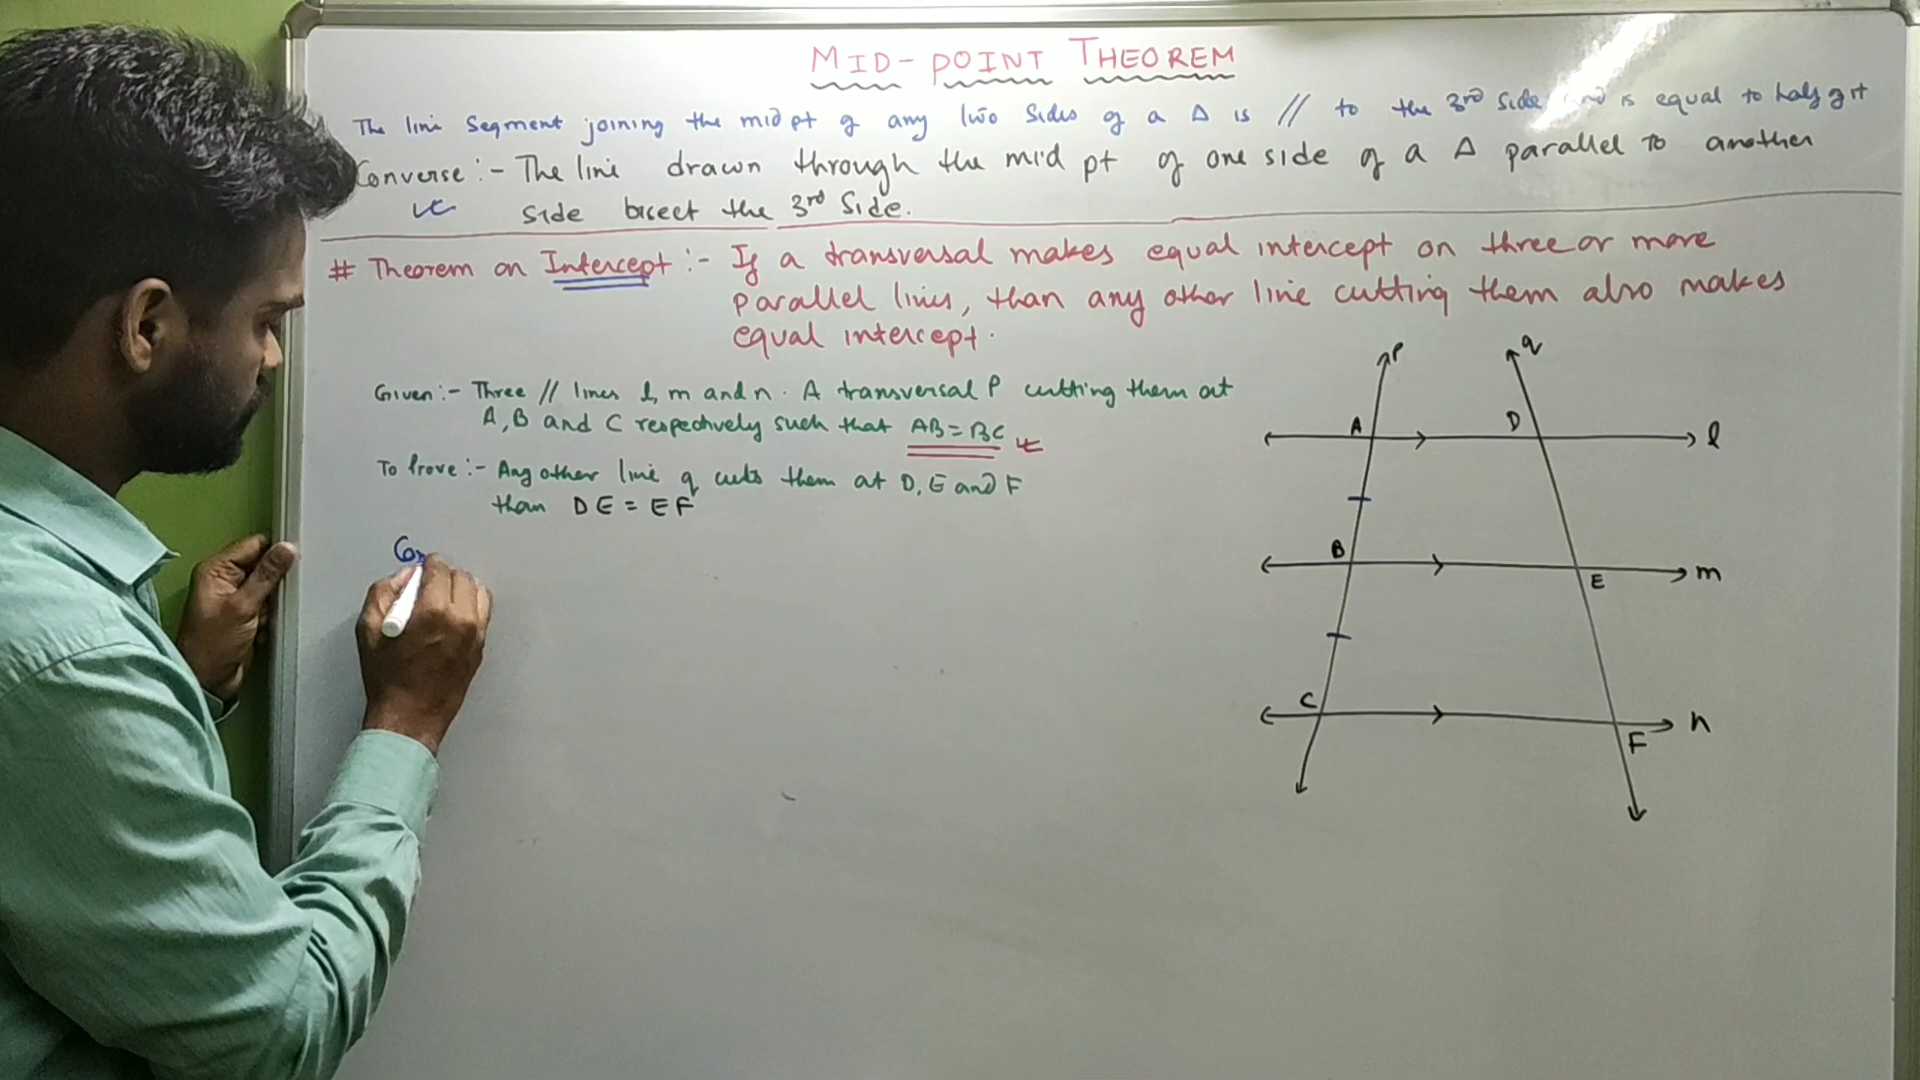 MID-POINT THEOREM
The line segment joining the mid pt of any two sides of a Δ is // to the 3rd side is equal to half of it
Converse :- The line drawn through the mid pt of one side of a Δ parallel to another
side bisect the 3rd side.
# Theorem on Intercept :- If a transversal makes equal intercept on three or more
parallel lines, than any other line cutting them also makes
equal intercept.
Given :- Three // lines l, m and n. A transversal P cutting them at
A, B and C respectively such that AB = BC
To Prove :- Any other line q cuts them at D, E and F
than DE = EF
Co
P q
A D l
B E m
C F n